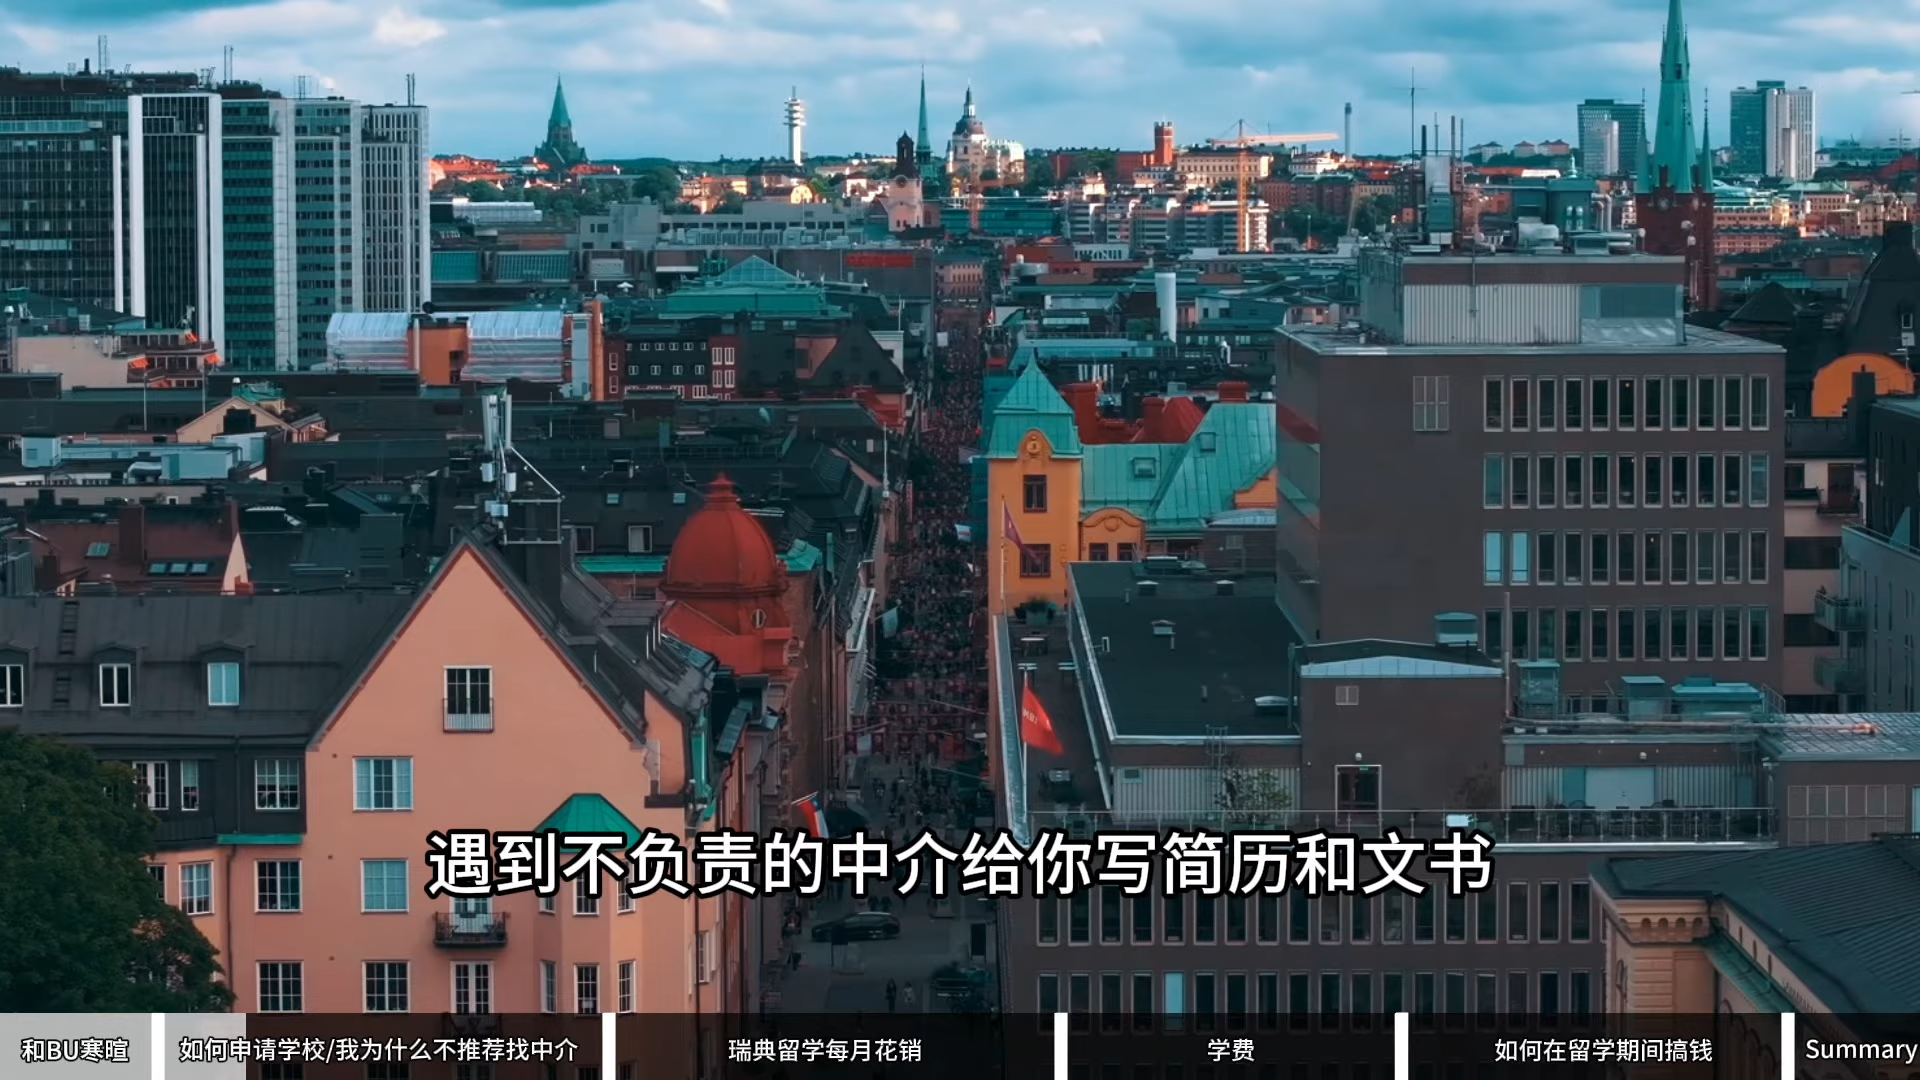 遇到不负责的中介给你写简历和文书
和BU寒暄
如何申请学校/我为什么不推荐找中介
瑞典留学每月花销
学费
如何在留学期间搞钱
Summary